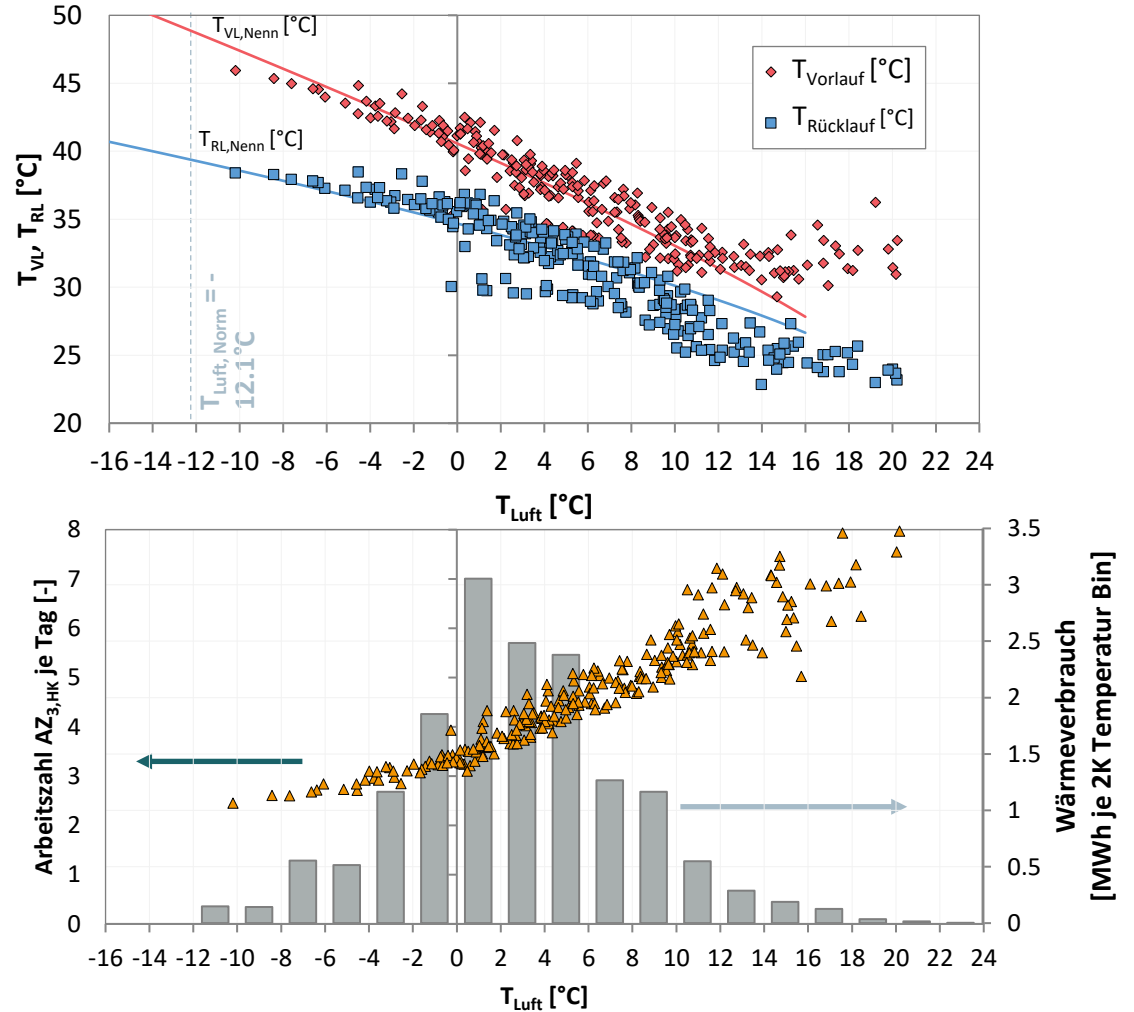 50
45
40
35
30
25
20
T_VL, T_RL [°C]
T_VL,Nenn [°C]
T_RL,Nenn [°C]
T_Luft, Norm = -
12.1°C
T_Vorlauf [°C]
T_Rücklauf [°C]
-16 -14 -12 -10 -8 -6 -4 -2 0 2 4 6 8 10 12 14 16 18 20 22 24
T_Luft [°C]
8
7
6
5
4
3
2
1
0
Arbeitszahl AZ_3,HK je Tag [-]
3.5
3
2.5
2
1.5
1
0.5
0
Wärmeverbrauch
[MWh je 2K Temperatur Bin]
-16 -14 -12 -10 -8 -6 -4 -2 0 2 4 6 8 10 12 14 16 18 20 22 24
T_Luft [°C]